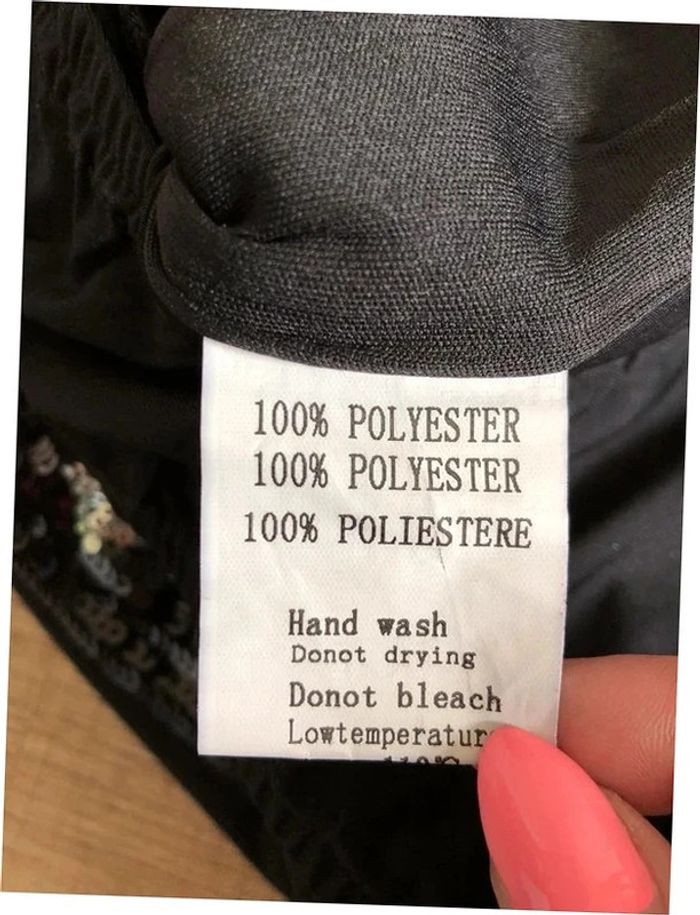 100% POLYESTER
100% POLYESTER
100% POLIESTERE
Hand wash
Donot drying
Donot bleach